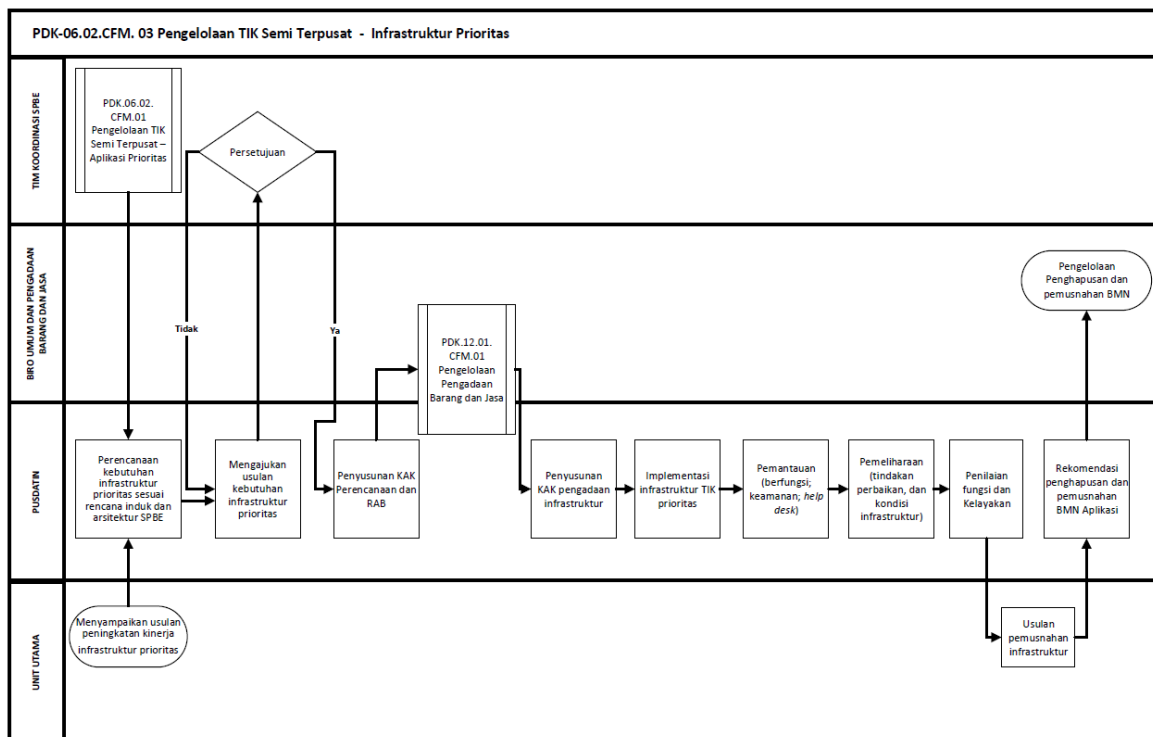 PDK-06.02.CFM. 03 Pengelolaan TIK Semi Terpusat - Infrastruktur Prioritas
TIM KOORDINASI SPBE
PDK.06.02.
CFM.01
Pengelolaan TIK
Semi Terpusat –
Aplikasi Prioritas
Persetujuan
BIRO UMUM DAN PENGADAAN
BARANG DAN JASA
Tidak
Ya
PDK.12.01.
CFM.01
Pengelolaan
Pengadaan
Barang dan Jasa
Pengelolaan
Penghapusan dan
pemusnahan BMN
PUSDATIN
Perencanaan
kebutuhan
infrastruktur
prioritas sesuai
rencana induk dan
arsitektur SPBE
Mengajukan
usulan
kebutuhan
infrastruktur
prioritas
Penyusunan KAK
Perencanaan dan
RAB
Penyusunan
KAK pengadaan
infrastruktur
Implementasi
infrastruktur TIK
prioritas
Pemantauan
(berfungsi;
keamanan; help
desk)
Pemeliharaan
(tindakan
perbaikan, dan
kondisi
infrastruktur)
Penilaian
fungsi dan
Kelayakan
Rekomendasi
penghapusan dan
pemusnahan
BMN Aplikasi
UNIT UTAMA
Menyampaikan usulan
peningkatan kinerja
infrastruktur prioritas
Usulan
pemusnahan
infrastruktur